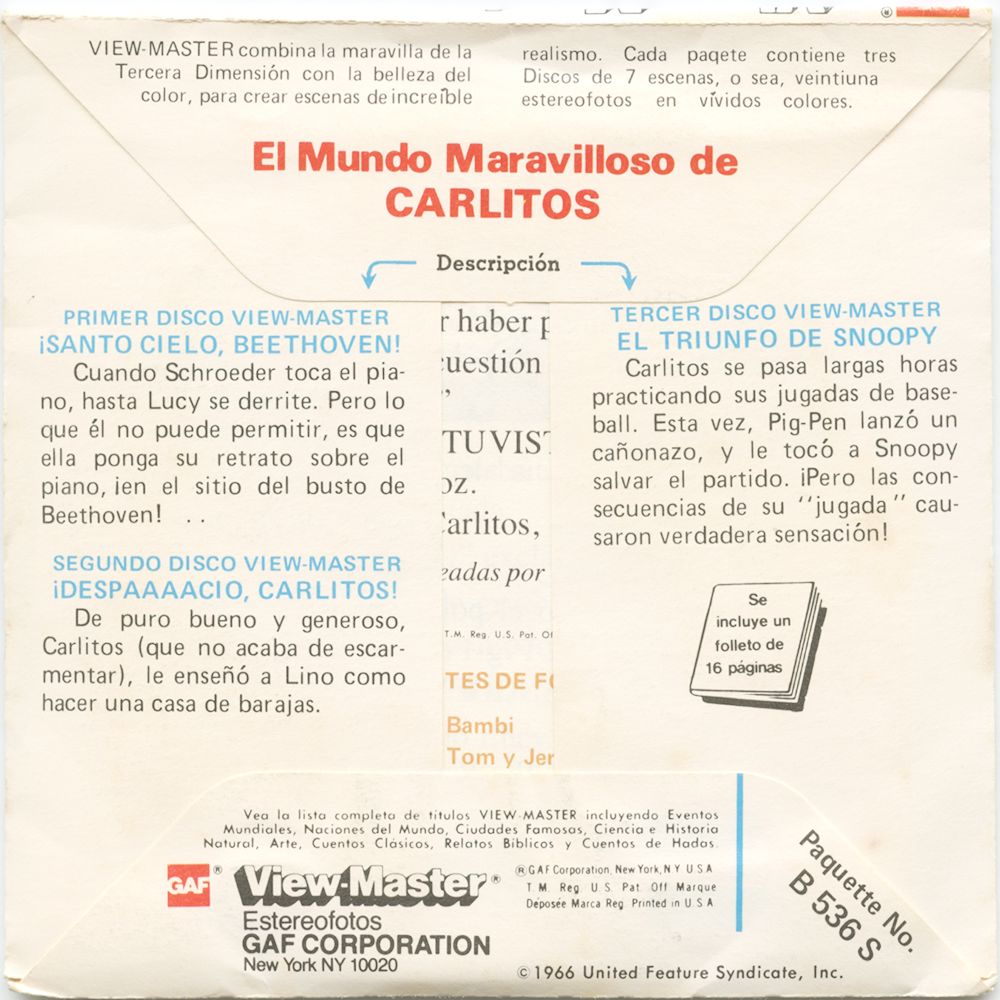 VIEW-MASTER combina la maravilla de la
Tercera Dimensión con la belleza del
color, para crear escenas de increíble
realismo. Cada paqete contiene tres
Discos de 7 escenas, o sea, veintiuna
estereofotos en vívidos colores.
El Mundo Maravilloso de
CARLITOS
Descripción
PRIMER DISCO VIEW-MASTER
¡SANTO CIELO, BEETHOVEN!
Cuando Schroeder toca el pia-
no, hasta Lucy se derrite. Pero lo
que él no puede permitir, es que
ella ponga su retrato sobre el
piano, ¡en el sitio del busto de
Beethoven! . .
SEGUNDO DISCO VIEW-MASTER
¡DESPAAAACIO, CARLITOS!
De puro bueno y generoso,
Carlitos (que no acaba de escar-
mentar), le enseñó a Lino como
hacer una casa de barajas.
r haber p
uestión
”
TUVIST
oz.
arlitos,
eadas por
T.M. Reg. U.S. Pat. Of
TES DE FO
Bambi
Tom y Jer
TERCER DISCO VIEW-MASTER
EL TRIUNFO DE SNOOPY
Carlitos se pasa largas horas
practicando sus jugadas de base-
ball. Esta vez, Pig-Pen lanzó un
cañonazo, y le tocó a Snoopy
salvar el partido. ¡Pero las con-
secuencias de su "jugada" cau-
saron verdadera sensación!
Se
incluye un
folleto de
16 páginas
Vea la lista completa de títulos VIEW-MASTER incluyendo Eventos
Mundiales, Naciones del Mundo, Ciudades Famosas, Ciencia e Historia
Natural, Arte, Cuentos Clásicos, Relatos Bíblicos y Cuentos de Hadas.
GAF® View-Master®
Estereofotos
GAF CORPORATION
New York NY 10020
® GAF Corporation, New York, N Y U S A
T M. Reg U S. Pat. Off Marque
Déposée Marca Reg. Printed in U S A
Paquette No.
B 536 S
© 1966 United Feature Syndicate, Inc.